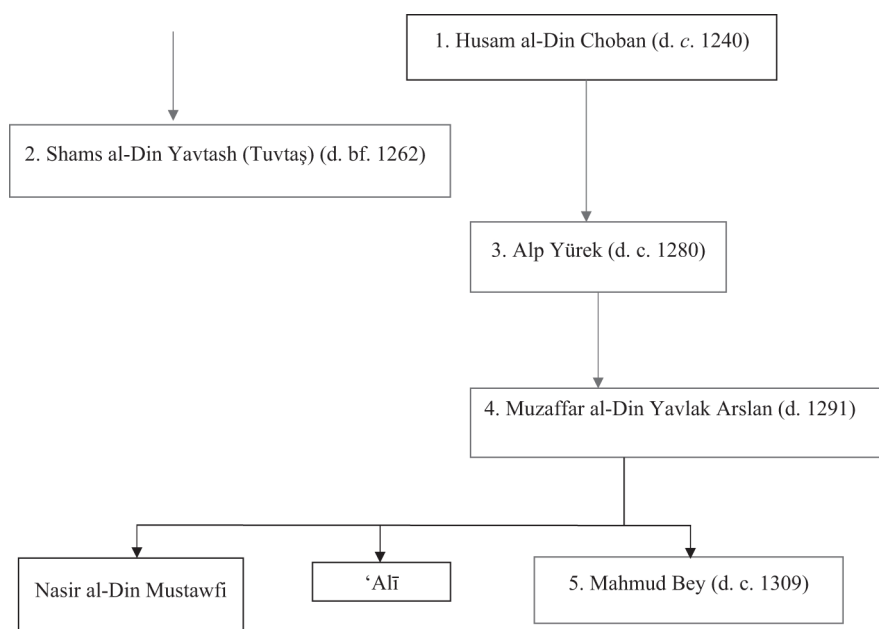 1. Husam al-Din Choban (d. c. 1240)
2. Shams al-Din Yavtash (Tuvtaş) (d. bf. 1262)
3. Alp Yürek (d. c. 1280)
4. Muzaffar al-Din Yavlak Arslan (d. 1291)
Nasir al-Din Mustawfi
‘Alī
5. Mahmud Bey (d. c. 1309)